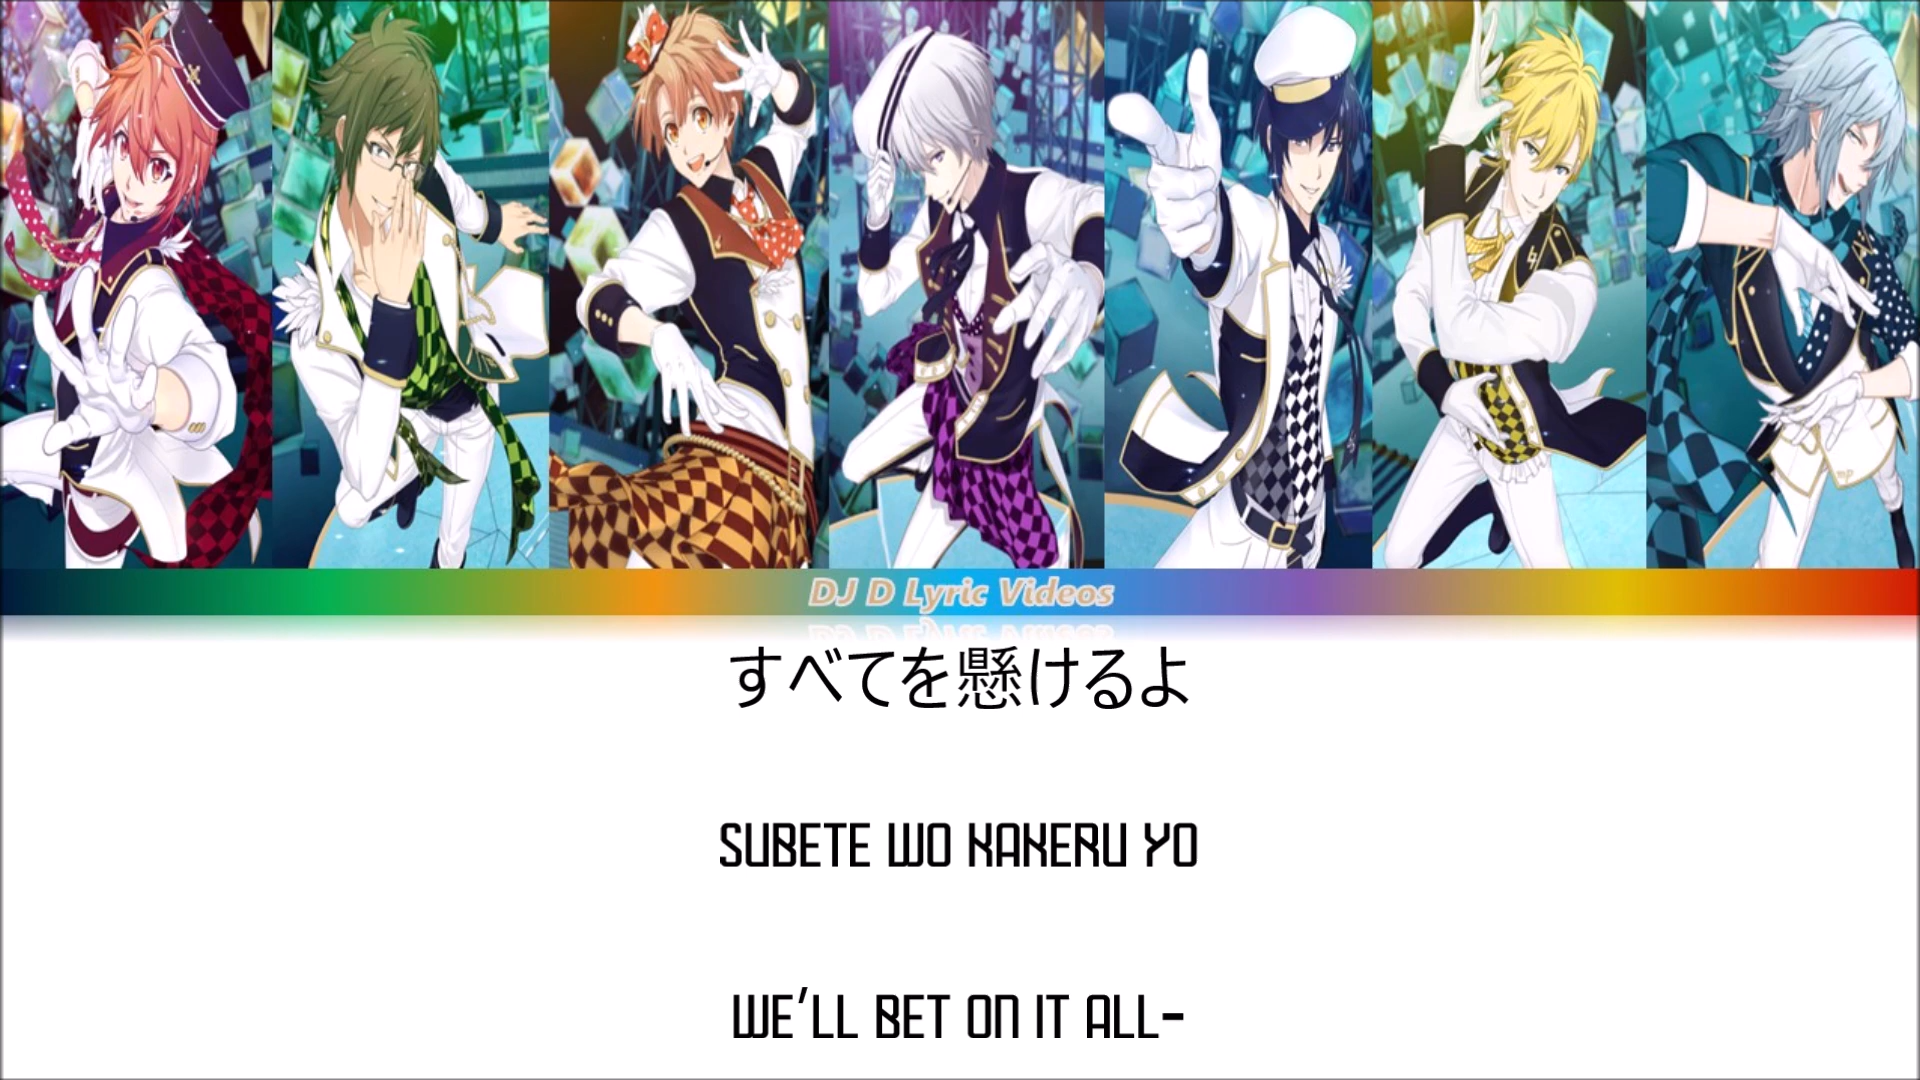 DJ D Lyric Videos
すべてを懸けるよ
SUBETE WO KAKERU YO
WE'LL BET ON IT ALL-